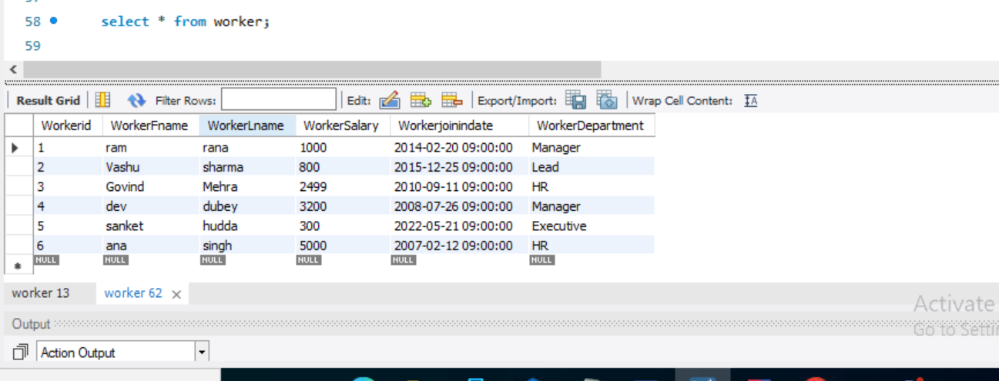 58 select * from worker;
59
Result Grid Filter Rows: Edit: Export/Import: Wrap Cell Content:
Workerid WorkerFname WorkerLname WorkerSalary Workerjoinindate WorkerDepartment
1 ram rana 1000 2014-02-20 09:00:00 Manager
2 Vashu sharma 800 2015-12-25 09:00:00 Lead
3 Govind Mehra 2499 2010-09-11 09:00:00 HR
4 dev dubey 3200 2008-07-26 09:00:00 Manager
5 sanket hudda 300 2022-05-21 09:00:00 Executive
6 ana singh 5000 2007-02-12 09:00:00 HR
NULL NULL NULL NULL NULL NULL
worker 13 worker 62
Activate
Output
Go to
Action Output